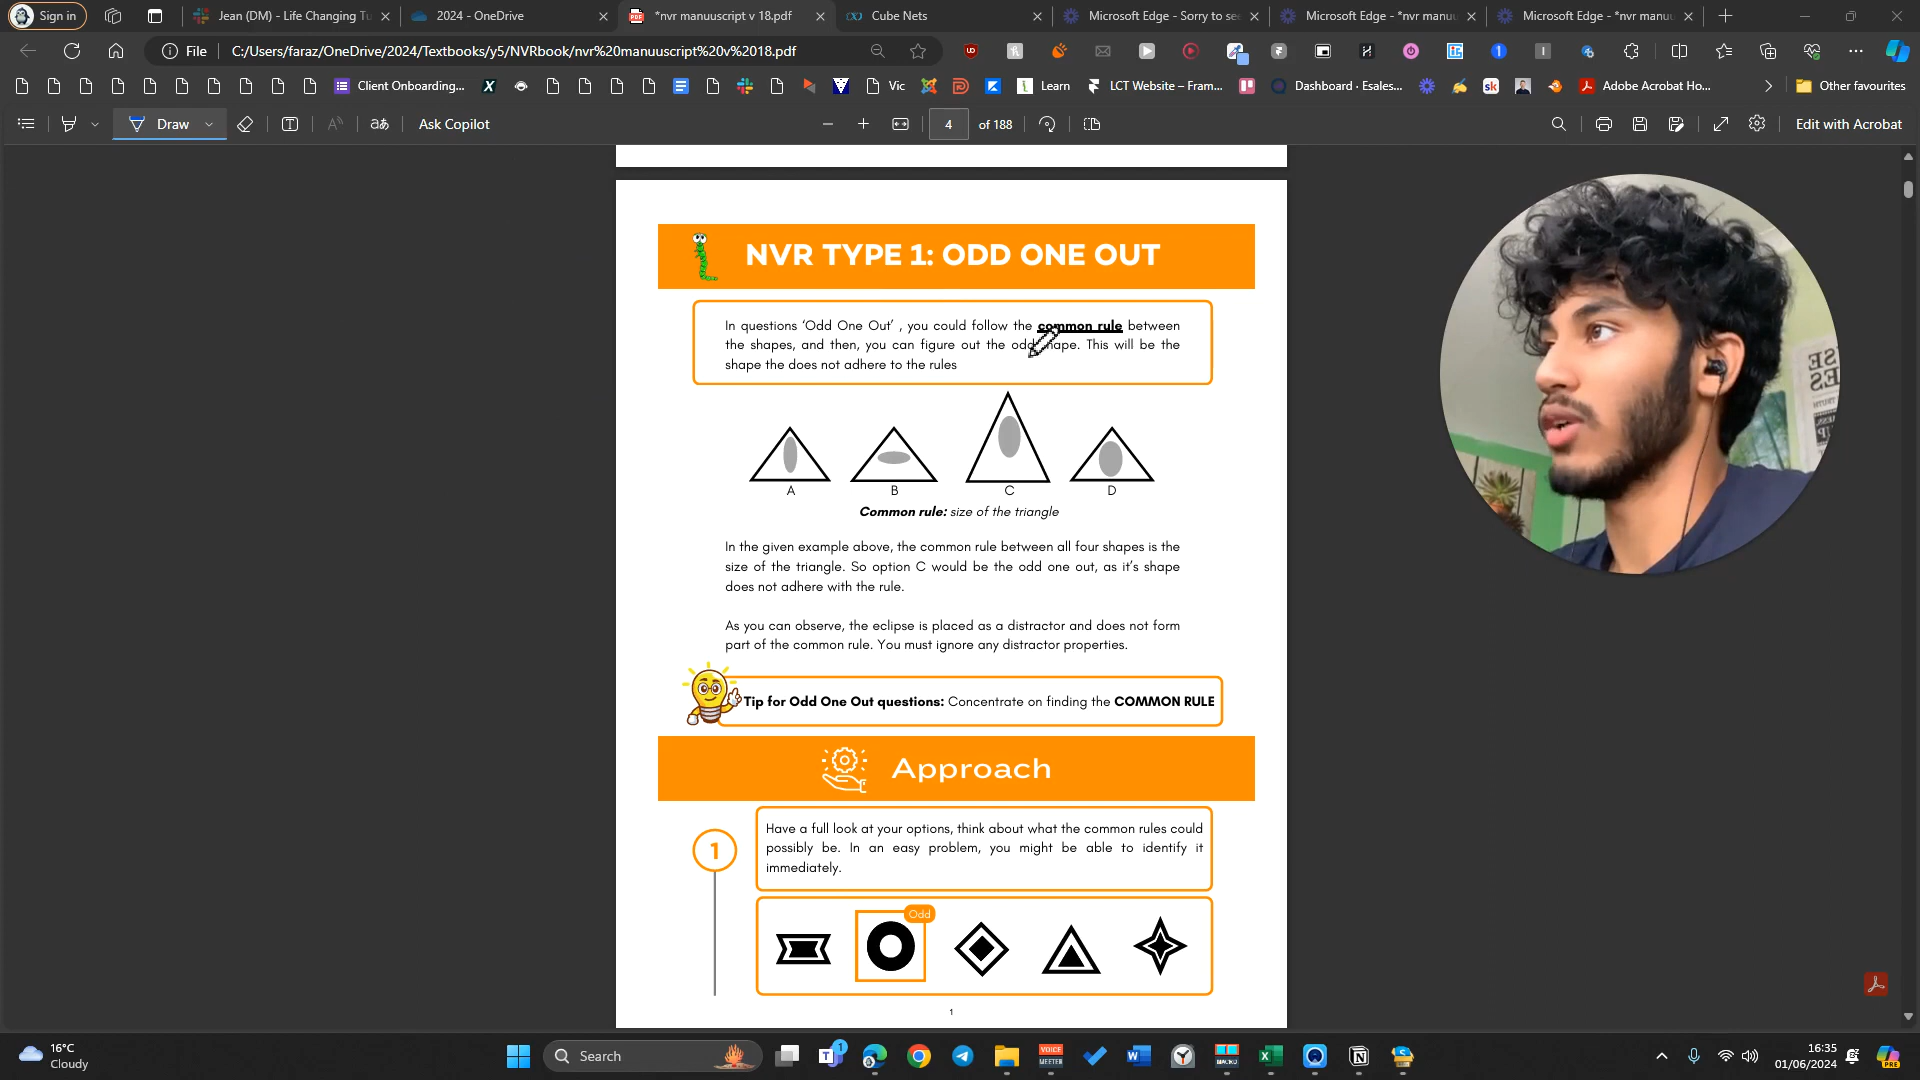 Sign in
Jean (DM) - Life Changing Tu
2024 - OneDrive
*nvr manuuscript v 18.pdf
Cube Nets
Microsoft Edge - Sorry to see
Microsoft Edge - *nvr manuu
Microsoft Edge - *nvr manuu
File
C:/Users/faraz/OneDrive/2024/Textbooks/y5/NVRbook/nvr%20manuuscript%20v%2018.pdf
Client Onboarding...
Vic
Learn
LCT Website – Fram...
Dashboard · Esales...
Adobe Acrobat Ho...
Other favourites
Draw
Ask Copilot
4
of 188
Edit with Acrobat
NVR TYPE 1: ODD ONE OUT
In questions ‘Odd One Out’ , you could follow the common rule between
the shapes, and then, you can figure out the odd shape. This will be the
shape the does not adhere to the rules
A
B
C
D
Common rule: size of the triangle
In the given example above, the common rule between all four shapes is the
size of the triangle. So option C would be the odd one out, as it’s shape
does not adhere with the rule.
As you can observe, the eclipse is placed as a distractor and does not form
part of the common rule. You must ignore any distractor properties.
Tip for Odd One Out questions: Concentrate on finding the COMMON RULE
Approach
1
Have a full look at your options, think about what the common rules could
possibly be. In an easy problem, you might be able to identify it
immediately.
Odd
1
16°C
Cloudy
Search
16:35
01/06/2024